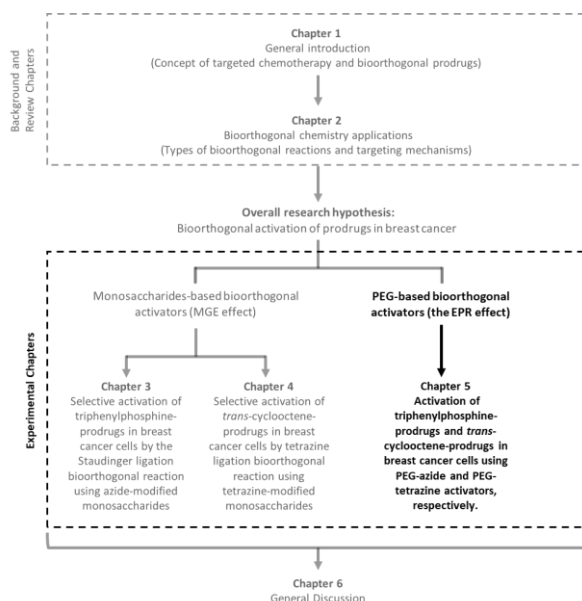 Background and
Review Chapters
Chapter 1
General introduction
(Concept of targeted chemotherapy and bioorthogonal prodrugs)
Chapter 2
Bioorthogonal chemistry applications
(Types of bioorthogonal reactions and targeting mechanisms)
Overall research hypothesis:
Bioorthogonal activation of prodrugs in breast cancer
Experimental Chapters
Monosaccharides-based bioorthogonal
activators (MGE effect)
PEG-based bioorthogonal
activators (the EPR effect)
Chapter 3
Selective activation of
triphenylphosphine-
prodrugs in breast
cancer cells by the
Staudinger ligation
bioorthogonal reaction
using azide-modified
monosaccharides
Chapter 4
Selective activation of
trans-cyclooctene-
prodrugs in breast
cancer cells by tetrazine
ligation bioorthogonal
reaction using
tetrazine-modified
monosaccharides
Chapter 5
Activation of
triphenylphosphine-
prodrugs and trans-
cyclooctene-prodrugs in
breast cancer cells using
PEG-azide and PEG-
tetrazine activators,
respectively.
Chapter 6
General Discussion